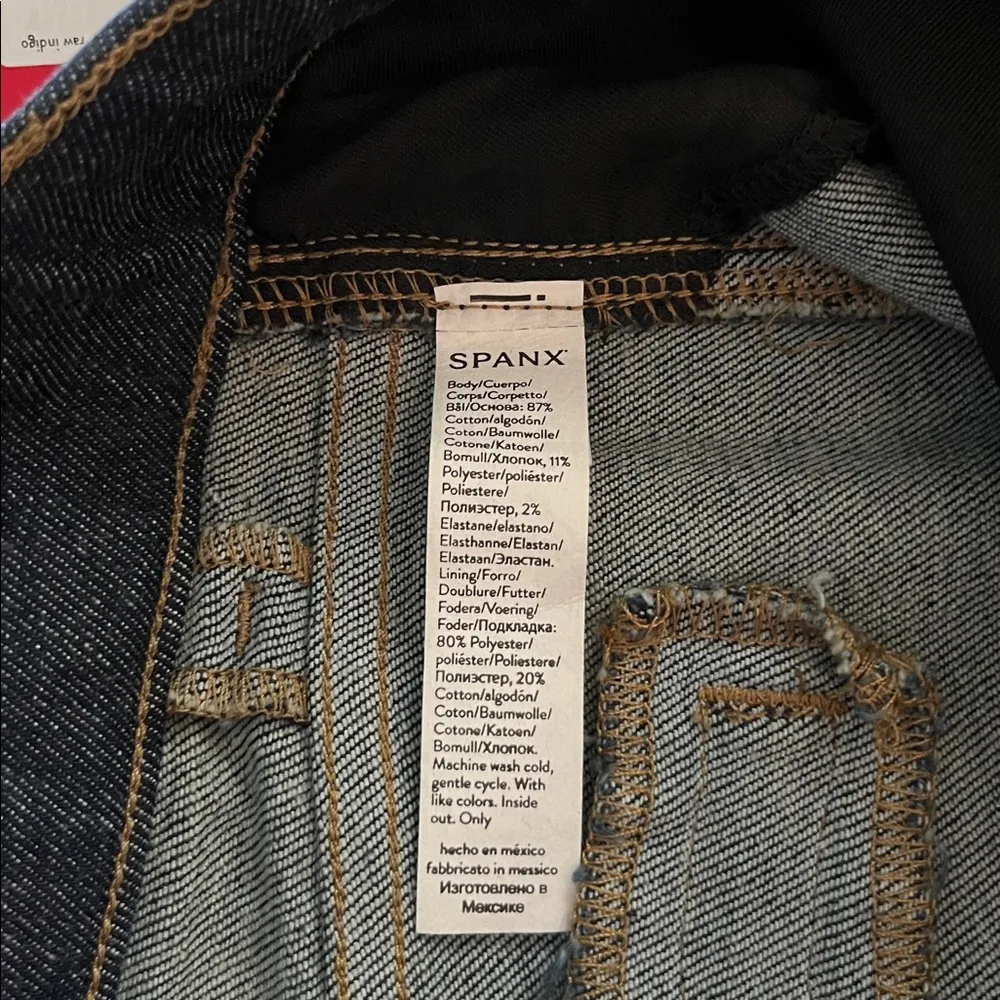 raw indigo
SPANX
Body/Cuerpo/
Corps/Corpetto/
Bål/Основа: 87%
Cotton/algodón/
Coton/Baumwolle/
Cotone/Katoen/
Bomull/Хлопок, 11%
Polyester/poliéster/
Poliestere/
Полиэстер, 2%
Elastane/elastano/
Elasthanne/Elastan/
Elastaan/Эластан.
Lining/Forro/
Doublure/Futter/
Fodera/Voering/
Foder/Подкладка:
80% Polyester/
poliéster/Poliestere/
Полиэстер, 20%
Cotton/algodón/
Coton/Baumwolle/
Cotone/Katoen/
Bomull/Хлопок.
Machine wash cold,
gentle cycle. With
like colors. Inside
out. Only
hecho en méxico
fabbricato in messico
Изготовлено в
Мексике